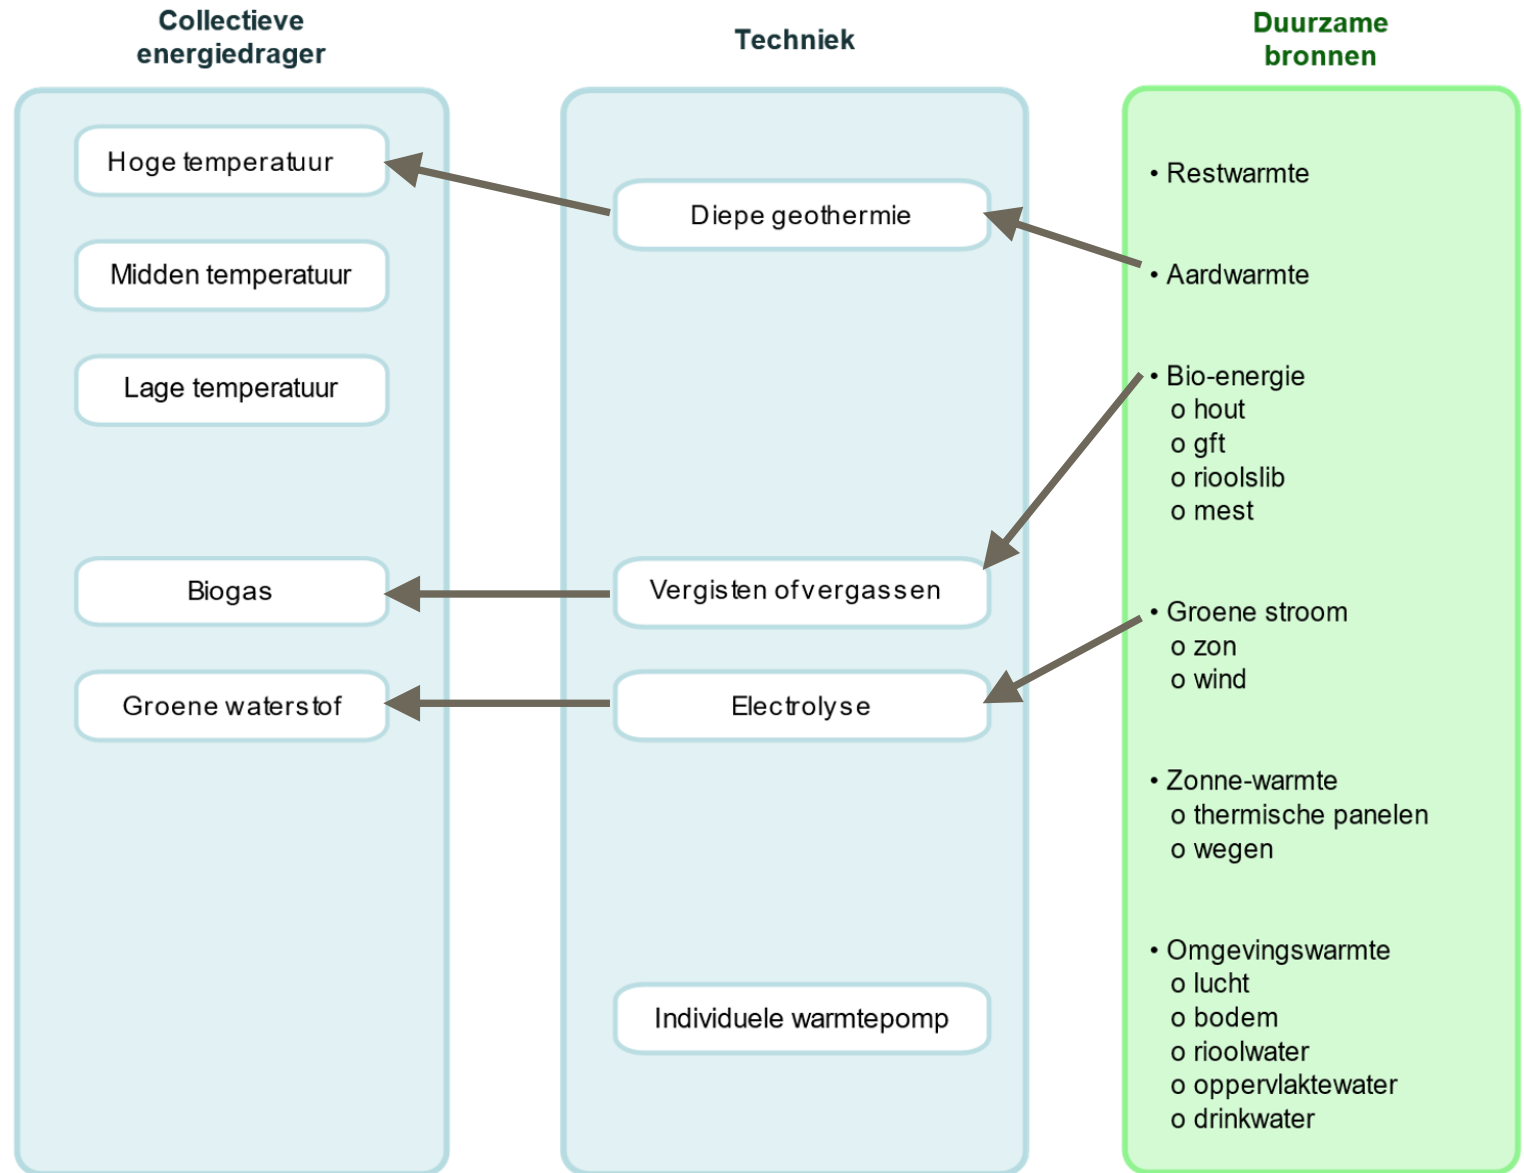 Collectieve
energiedrager
Hoge temperatuur
Midden temperatuur
Lage temperatuur
Biogas
Groene waterstof
Techniek
Diepe geothermie
Vergisten of vergassen
Electrolyse
Individuele warmtepomp
Duurzame
bronnen
• Restwarmte
• Aardwarmte
• Bio-energie
o hout
o gft
o rioolslib
o mest
• Groene stroom
o zon
o wind
• Zonne-warmte
o thermische panelen
o wegen
• Omgevingswarmte
o lucht
o bodem
o rioolwater
o oppervlaktewater
o drinkwater